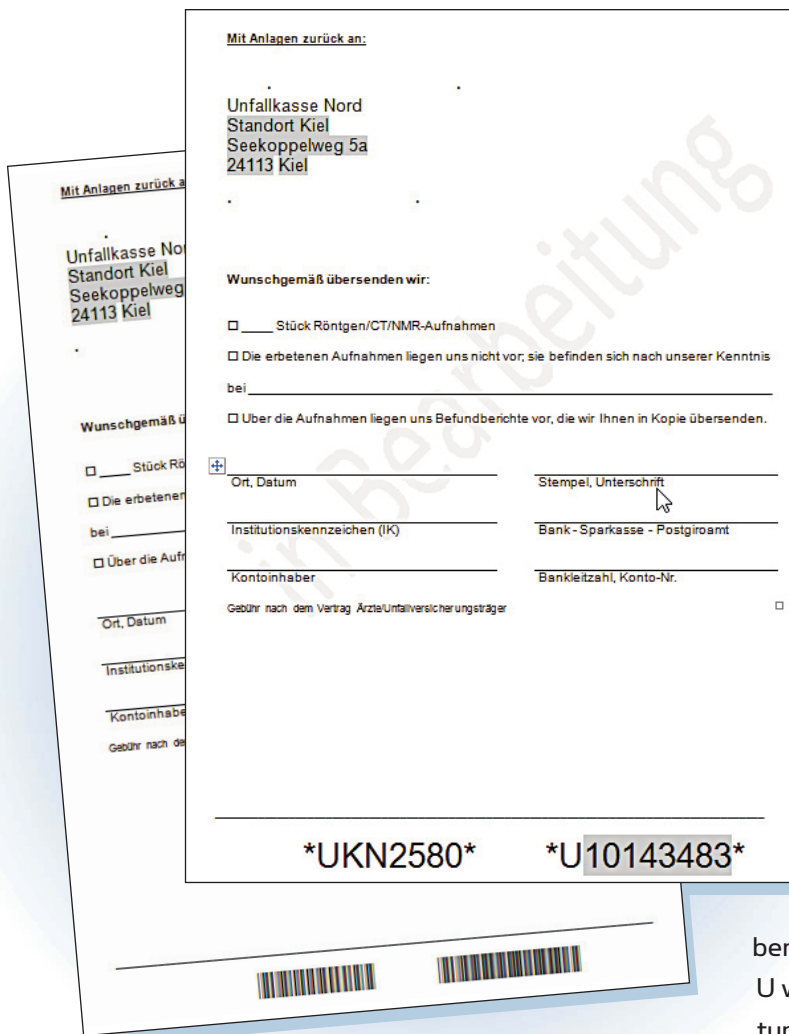 Mit Anlagen zurück an:
Unfallkasse Nord
Standort Kiel
Seekoppelweg 5a
24113 Kiel
in Bearbeitung
Wunschgemäß übersenden wir:
____ Stück Röntgen/CT/NMR-Aufnahmen
Die erbetenen Aufnahmen liegen uns nicht vor; sie befinden sich nach unserer Kenntnis
bei
Über die Aufnahmen liegen uns Befundberichte vor, die wir Ihnen in Kopie übersenden.
Ort, Datum
Stempel, Unterschrift
Institutionskennzeichen (IK)
Bank - Sparkasse - Postgiroamt
Kontoinhaber
Bankleitzahl, Konto-Nr.
Gebühr nach dem Vertrag Ärzte/Unfallversicherungsträger
*UKN2580* *U10143483*
Mit Anlagen zurück a
Unfallkasse No
Standort Kiel
Seekoppelweg
24113 Kiel
Wunschgemäß ü
____ Stück Rö
Die erbetenen
bei
Über die Aufn
Ort, Datum
Institutionske
Kontoinhabe
Gebühr nach de
ber
U v
tur